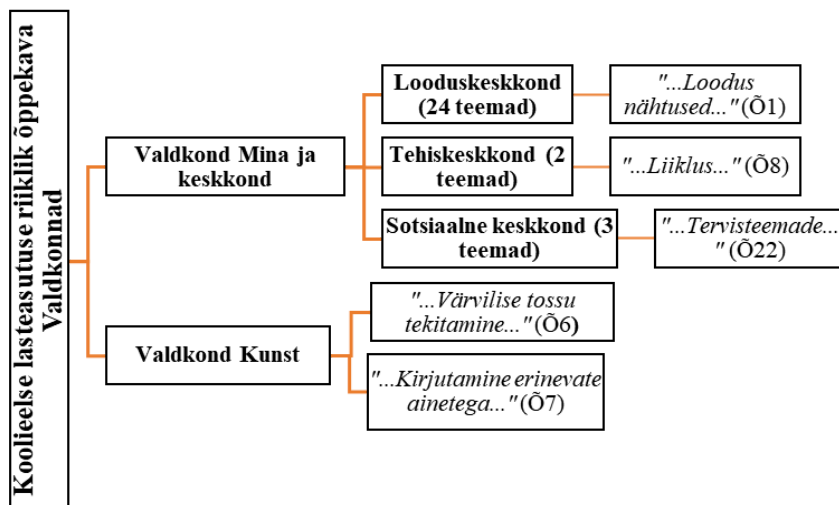 Koolieelse lasteasutuse riiklik õppekava
Valdkonnad
Valdkond Mina ja
keskkond
Looduskeskkond
(24 teemad)
"...Loodus
nähtused..." (Õ1)
Tehiskeskkond (2
teemad)
"...Liiklus..." (Õ8)
Sotsiaalne keskkond (3
teemad)
"...Tervisteemade...
" (Õ22)
Valdkond Kunst
"...Värvilise tossu
tekitamine..." (Õ6)
"...Kirjutamine erinevate
ainetega..." (Õ7)